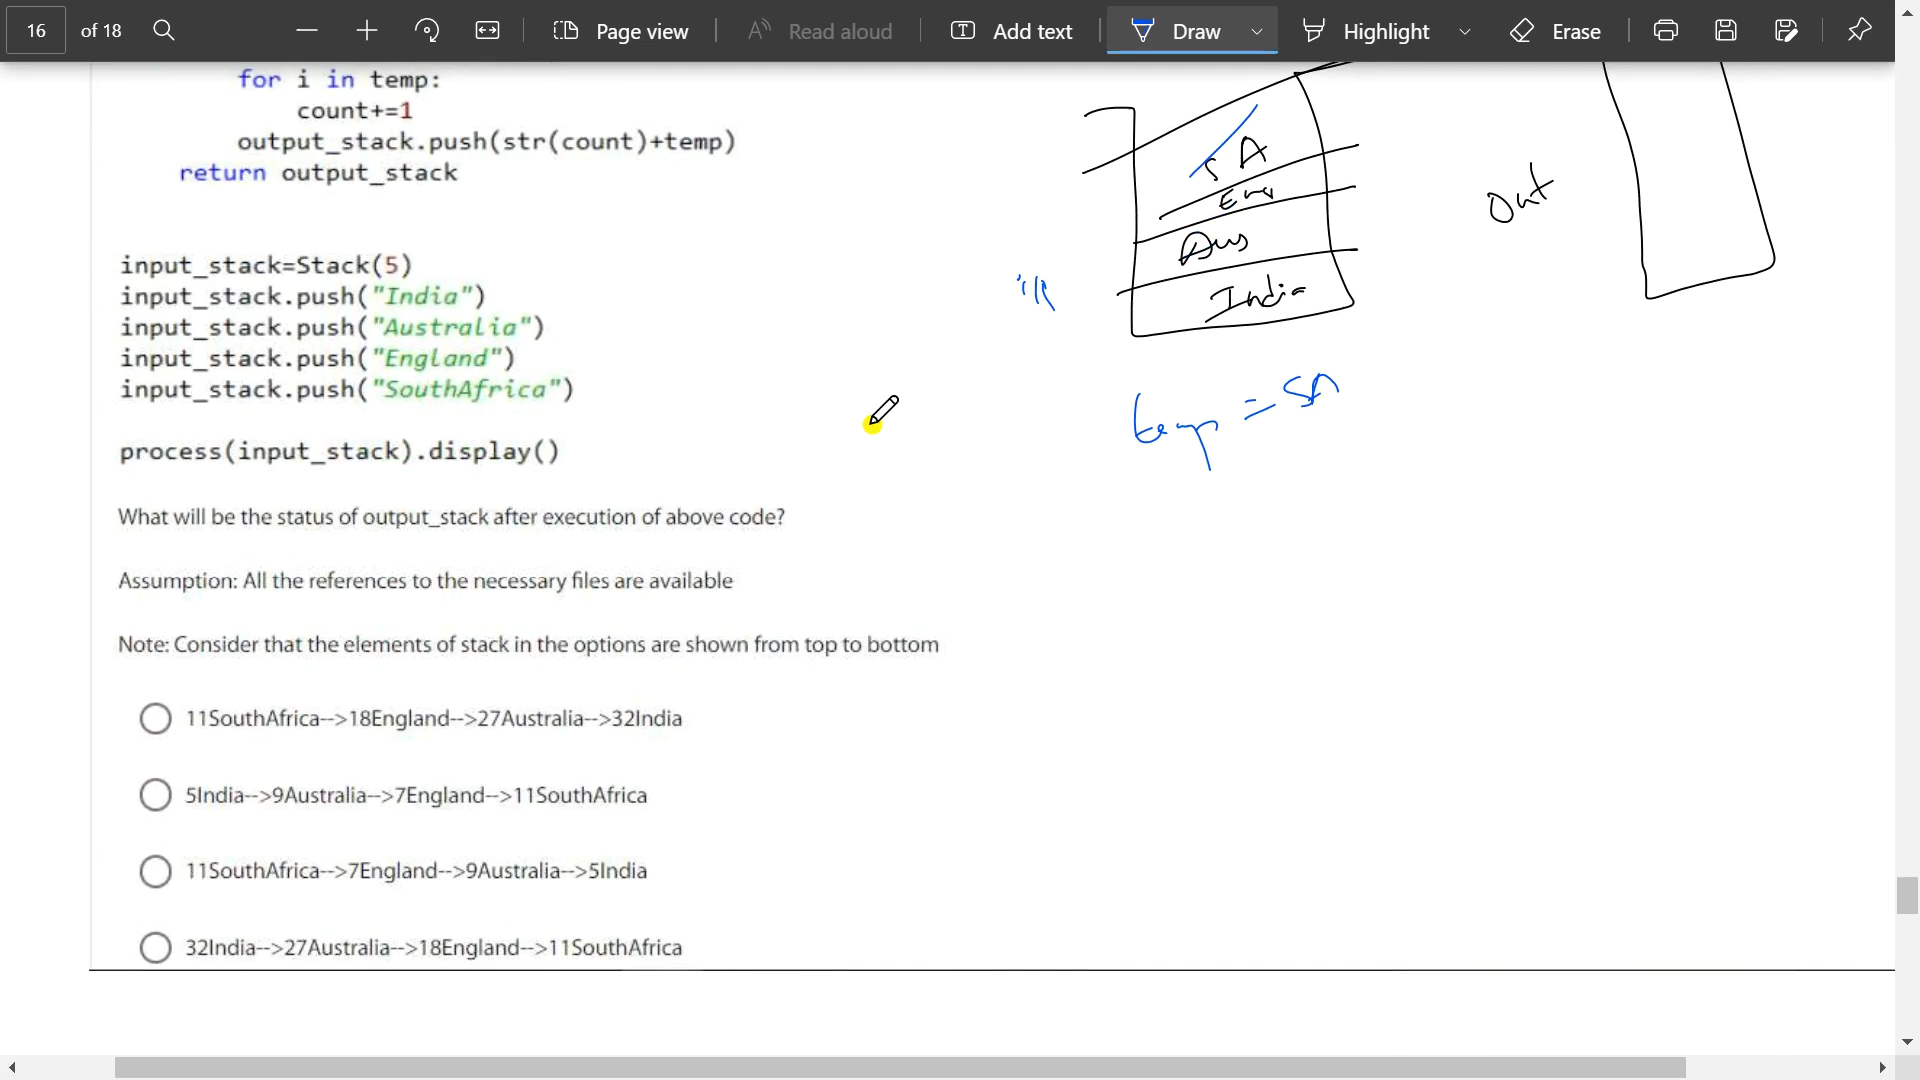 16 of 18 Page view Read aloud Add text Draw Highlight Erase
for i in temp:
count+=1
output_stack.push(str(count)+temp)
return output_stack
input_stack=Stack(5)
input_stack.push("India")
input_stack.push("Australia")
input_stack.push("England")
input_stack.push("SouthAfrica")
process(input_stack).display()
What will be the status of output_stack after execution of above code?
Assumption: All the references to the necessary files are available
Note: Consider that the elements of stack in the options are shown from top to bottom
11SouthAfrica-->18England-->27Australia-->32India
5India-->9Australia-->7England-->11SouthAfrica
11SouthAfrica-->7England-->9Australia-->5India
32India-->27Australia-->18England-->11SouthAfrica
SA
Eng
Aus
India
Out
temp = SA